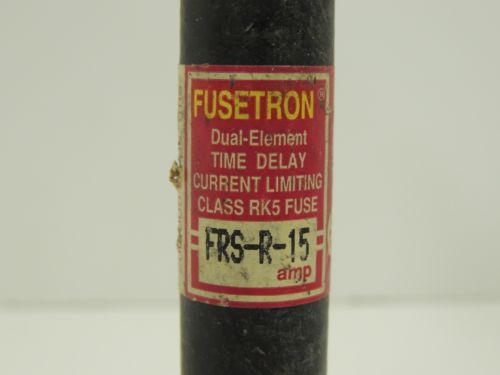 FUSETRON®
Dual-Element
TIME DELAY
CURRENT LIMITING
CLASS RK5 FUSE
FRS-R-15
amp